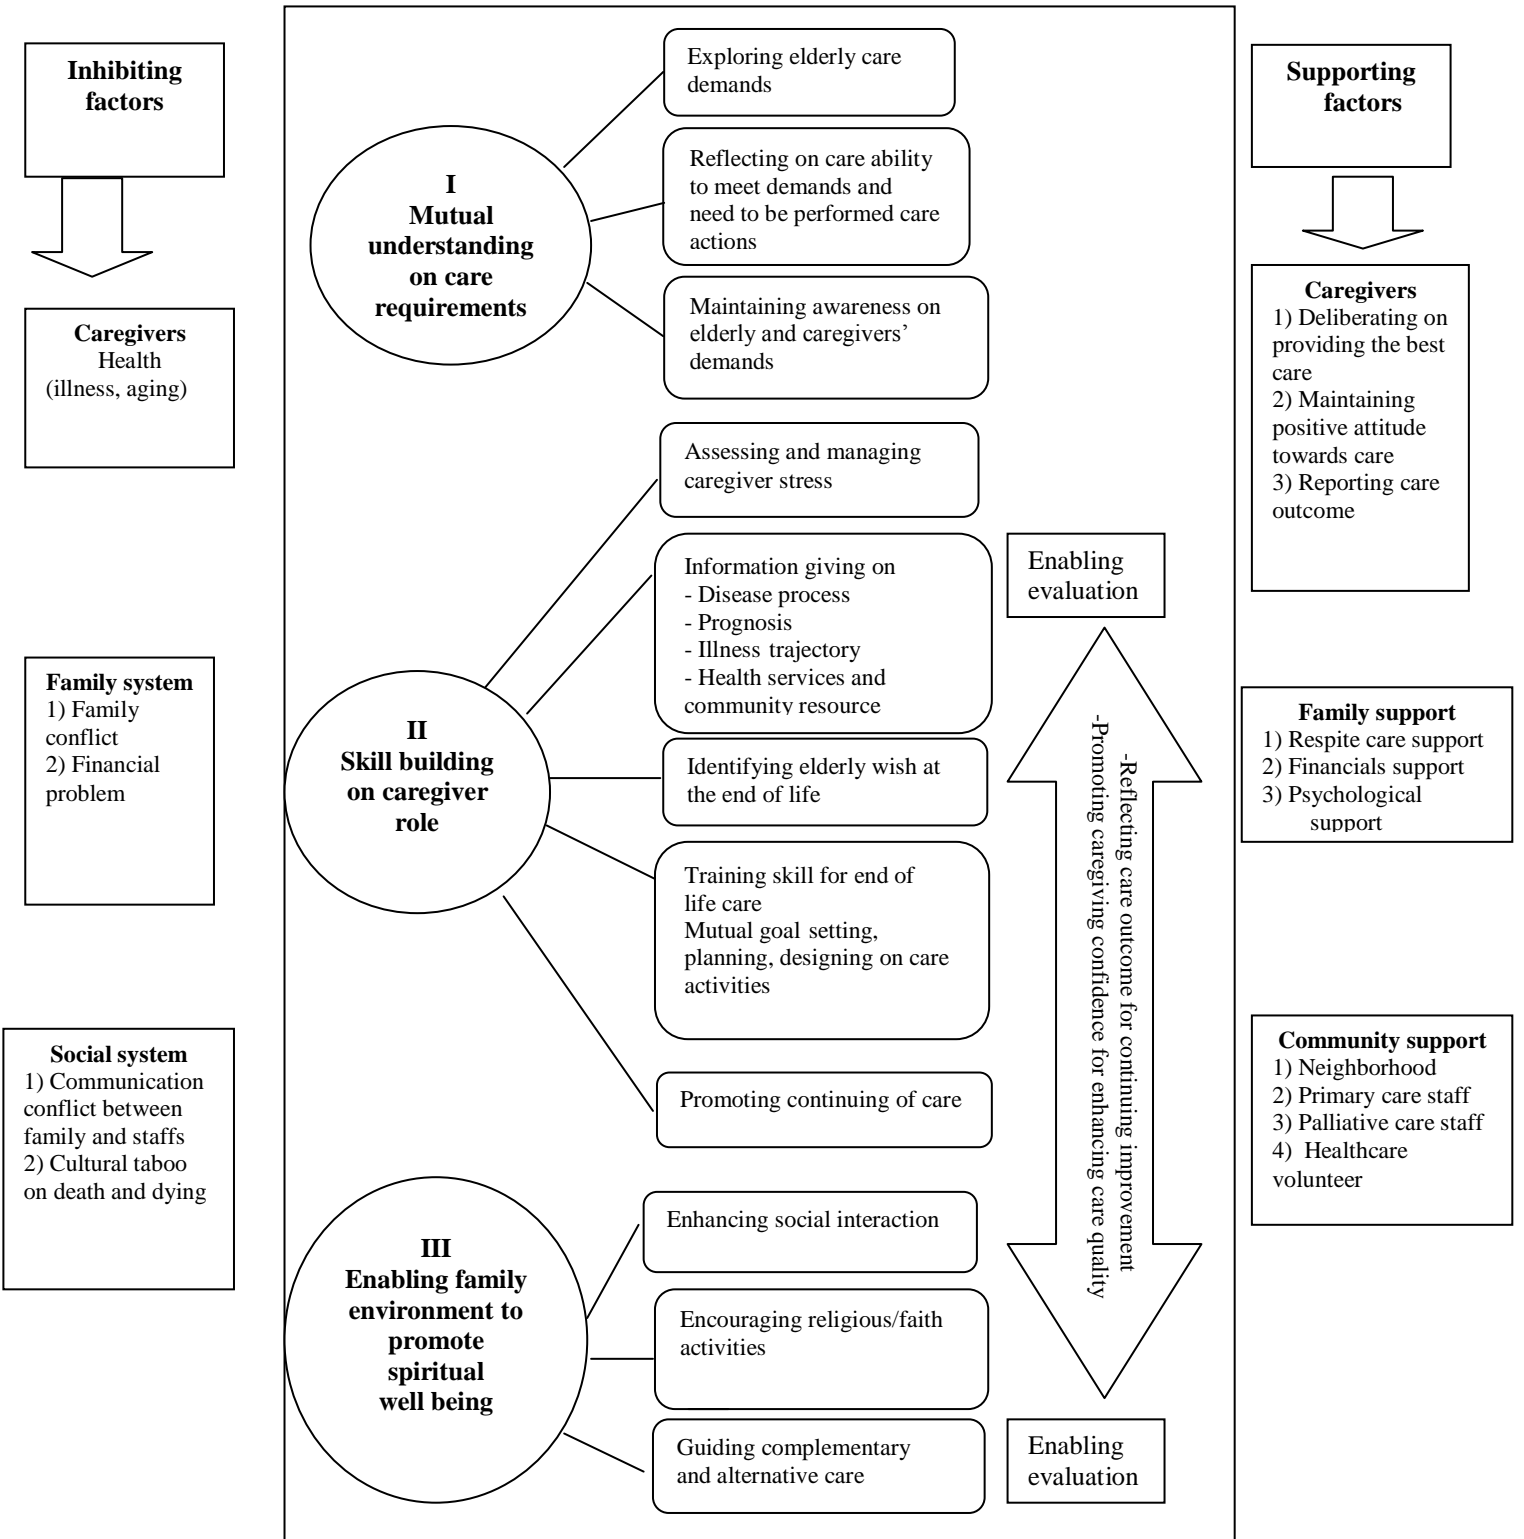 Inhibiting
factors
Caregivers
Health
(illness, aging)
Family system
1) Family
conflict
2) Financial
problem
Social system
1) Communication
conflict between
family and staffs
2) Cultural taboo
on death and dying
I
Mutual
understanding
on care
requirements
Exploring elderly care
demands
Reflecting on care ability
to meet demands and
need to be performed care
actions
Maintaining awareness on
elderly and caregivers’
demands
II
Skill building
on caregiver
role
Assessing and managing
caregiver stress
Information giving on
- Disease process
- Prognosis
- Illness trajectory
- Health services and
community resource
Identifying elderly wish at
the end of life
Training skill for end of
life care
Mutual goal setting,
planning, designing on care
activities
Promoting continuing of care
III
Enabling family
environment to
promote
spiritual
well being
Enhancing social interaction
Encouraging religious/faith
activities
Guiding complementary
and alternative care
Enabling
evaluation
-Reflecting care outcome for continuing improvement
-Promoting caregiving confidence for enhancing care quality
Enabling
evaluation
Supporting
factors
Caregivers
1) Deliberating on
providing the best
care
2) Maintaining
positive attitude
towards care
3) Reporting care
outcome
Family support
1) Respite care support
2) Financials support
3) Psychological
support
Community support
1) Neighborhood
2) Primary care staff
3) Palliative care staff
4) Healthcare
volunteer